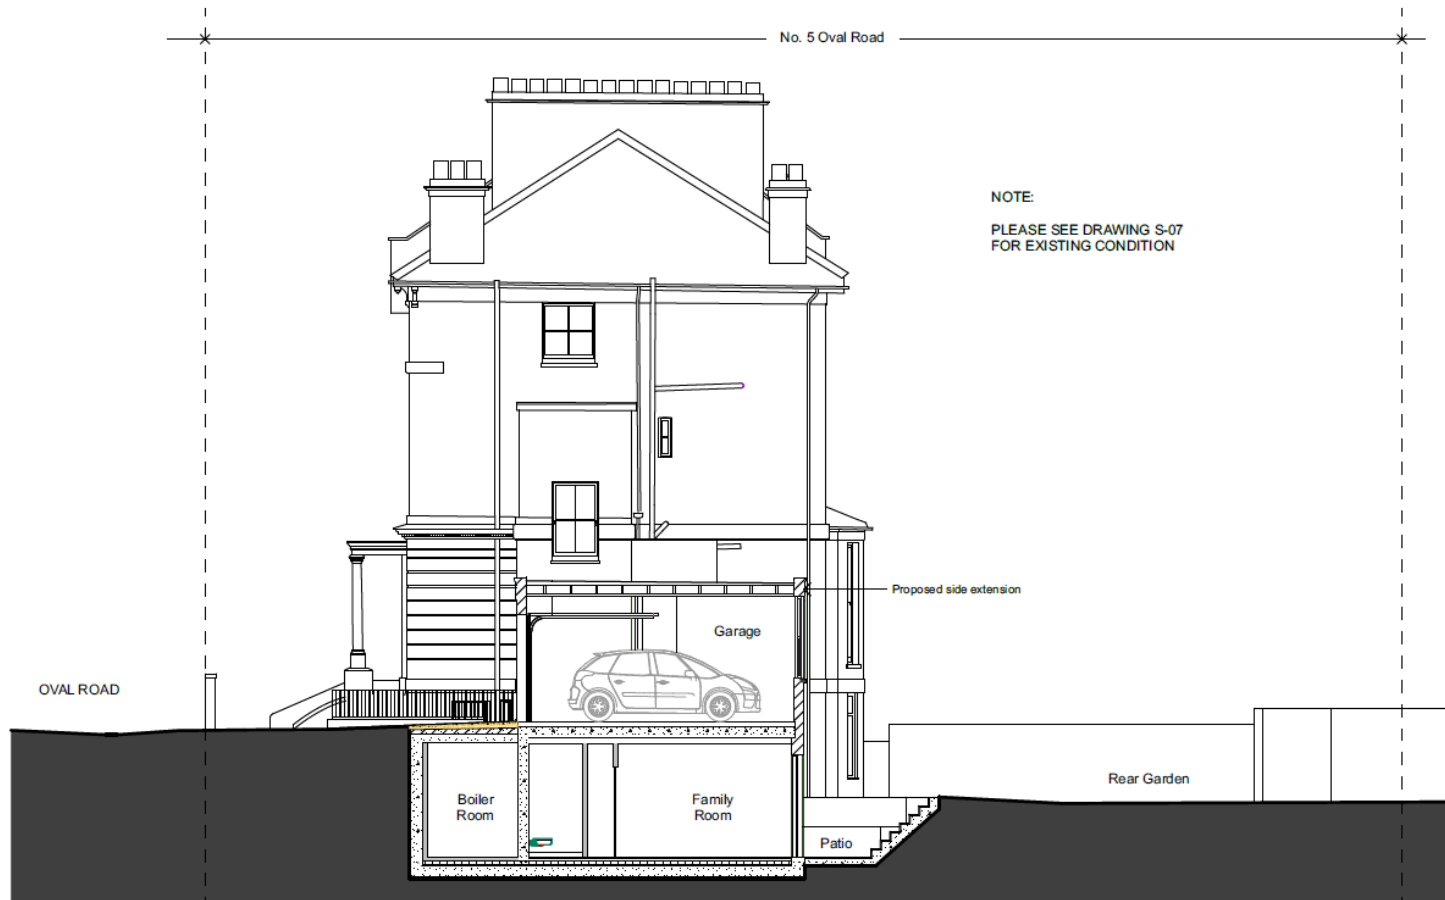 No. 5 Oval Road
NOTE:
PLEASE SEE DRAWING S-07
FOR EXISTING CONDITION
Proposed side extension
Garage
OVAL ROAD
Rear Garden
Boiler
Room
Family
Room
Patio